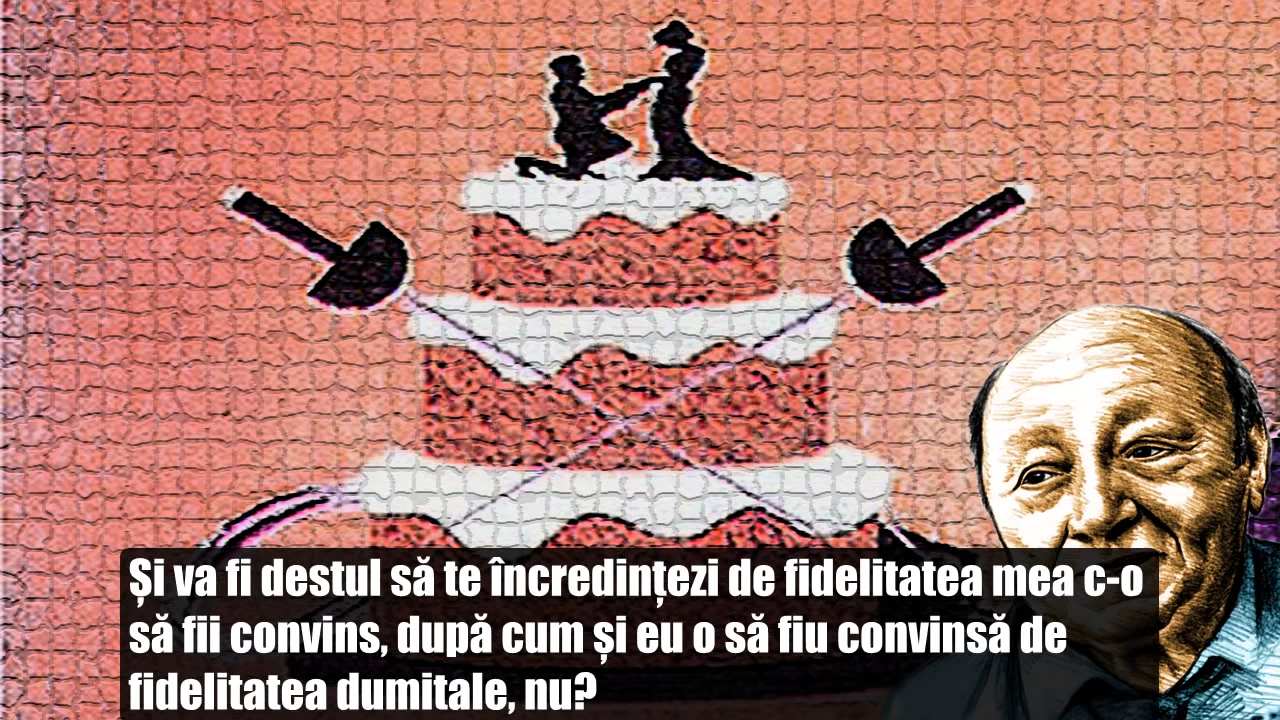 Și va fi destul să te încredințezi de fidelitatea mea c-o
să fii convins, după cum și eu o să fiu convinsă de
fidelitatea dumitale, nu?